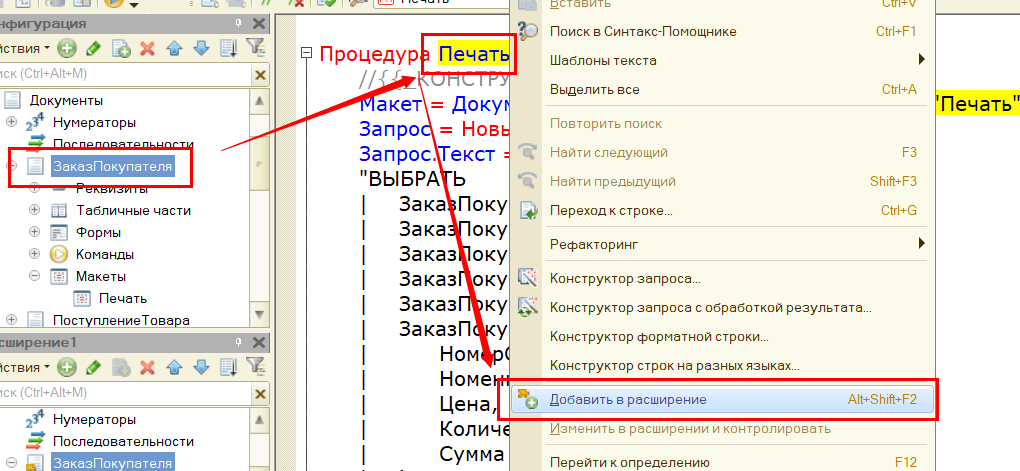 Печать
Вставить Ctrl+V
нфигурация
Поиск в Синтакс-Помощнике Ctrl+F1
йствия
Процедура Печать
Шаблоны текста
иск (Ctrl+Alt+M)
//{{_КОНСТРУ
Выделить все Ctrl+A
Документы
Макет = Докум
"Печать"
Нумераторы
Запрос = Новы
Повторить поиск
Последовательности
Запрос.Текст =
Найти следующий F3
ЗаказПокупателя
"ВЫБРАТЬ
Найти предыдущий Shift+F3
Реквизиты
| ЗаказПоку
Переход к строке... Ctrl+G
Табличные части
| ЗаказПоку
Формы
| ЗаказПоку
Рефакторинг
Команды
| ЗаказПоку
Конструктор запроса...
Макеты
| ЗаказПоку
Конструктор запроса с обработкой результата...
Печать
| ЗаказПоку
Конструктор форматной строки...
ПоступлениеТовара
| Номер
Конструктор строк на разных языках...
сширение1
| Номен
йствия
| Цена,
Добавить в расширение Alt+Shift+F2
иск (Ctrl+Alt+M)
| Количе
Изменить в расширении и контролировать
Нумераторы
| Сумма
Последовательности
Перейти к определению F12
ЗаказПокупателя